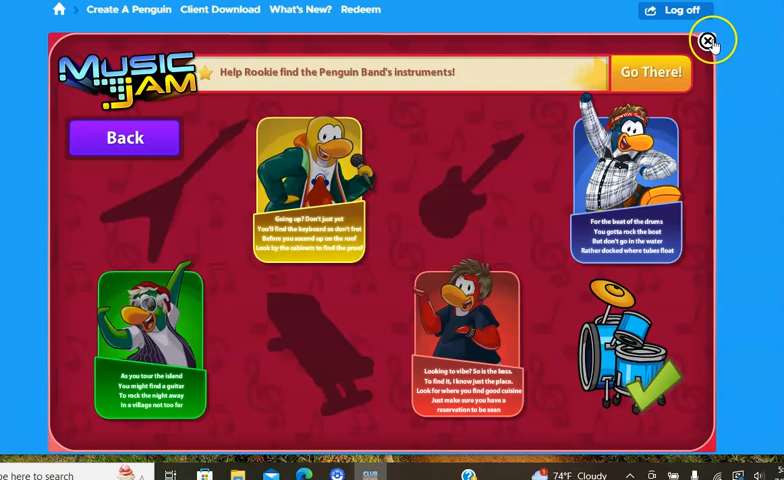 Create A Penguin Client Download What's New? Redeem
Log off
MUSIC JAM
Help Rookie find the Penguin Band's instruments!
Go There!
Back
Going up? Don't just yet
You'll find the keyboard so don't fret
Before you ascend up on the roof
Look by the cabinets to find the proof
For the beat of the drums
You gotta rock the boat
But don't go in the water
Rather docked where tubes float
As you tour the island
You might find a guitar
To rock the night away
In a village not too far
Looking to vibe? So is the bass.
To find it, I know just the place.
Look for where you find good cuisine
Just make sure you have a
reservation to be seen
pe here to search
CLUB
74°F Cloudy